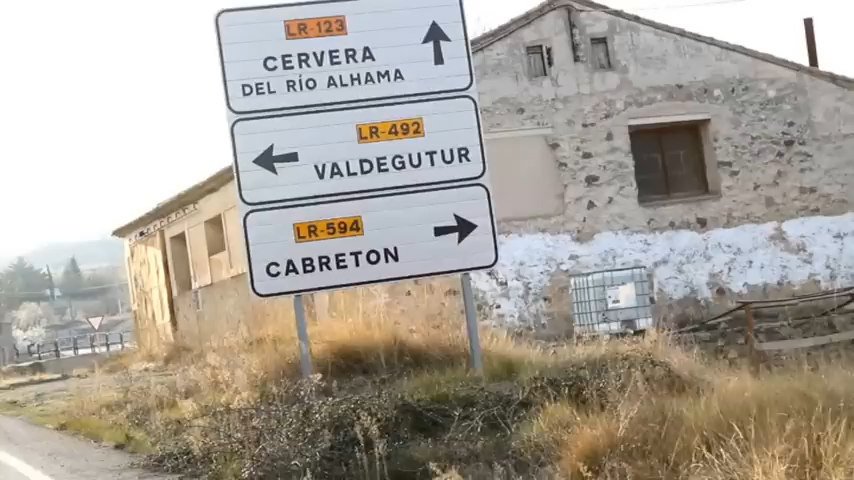 LR-123
CERVERA
DEL RÍO ALHAMA
LR-492
VALDEGUTUR
LR-594
CABRETON